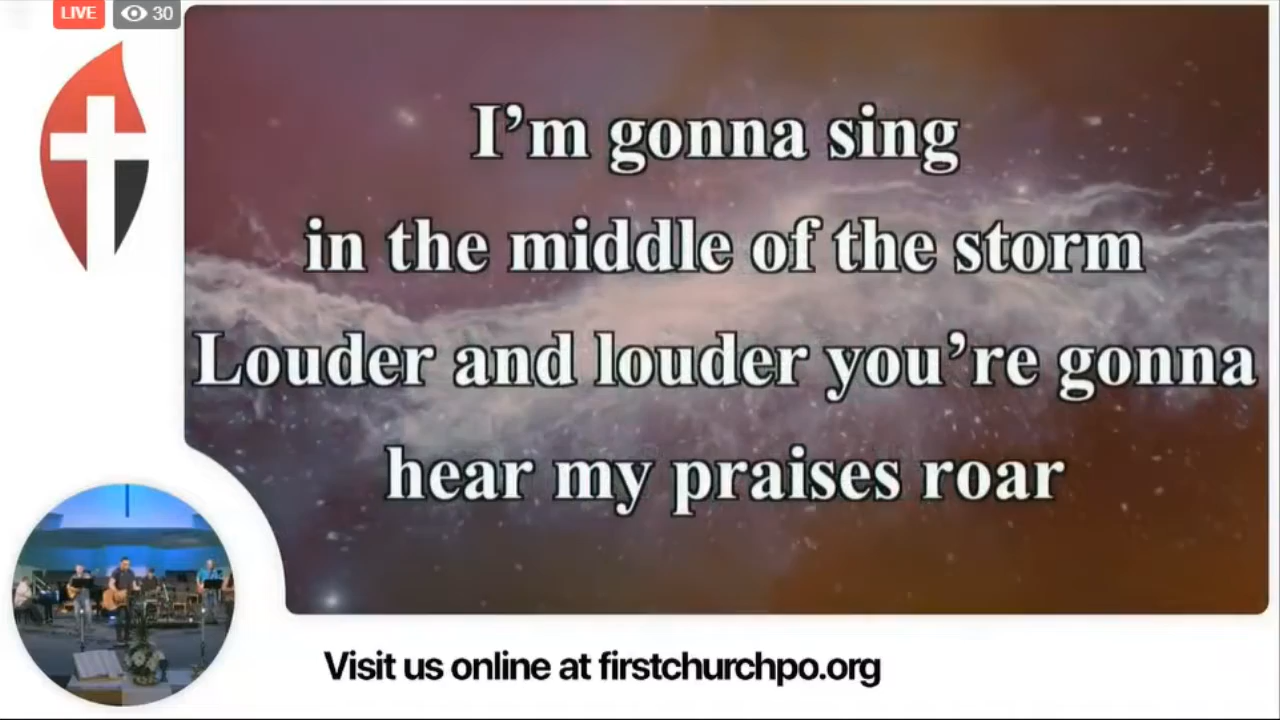 LIVE 30
I’m gonna sing
in the middle of the storm
Louder and louder you’re gonna
hear my praises roar
Visit us online at firstchurchpo.org